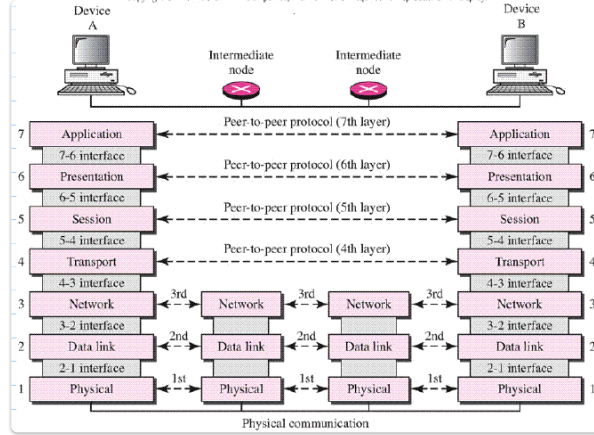 Device
A
Device
B
Intermediate
node
Intermediate
node
7 Application Peer-to-peer protocol (7th layer) Application 7
7-6 interface 7-6 interface
6 Presentation Peer-to-peer protocol (6th layer) Presentation 6
6-5 interface 6-5 interface
5 Session Peer-to-peer protocol (5th layer) Session 5
5-4 interface 5-4 interface
4 Transport Peer-to-peer protocol (4th layer) Transport 4
4-3 interface 4-3 interface
3 Network 3rd Network 3rd Network 3rd Network 3
3-2 interface 3-2 interface
2 Data link 2nd Data link 2nd Data link 2nd Data link 2
2-1 interface 2-1 interface
1 Physical 1st Physical 1st Physical 1st Physical 1
Physical communication